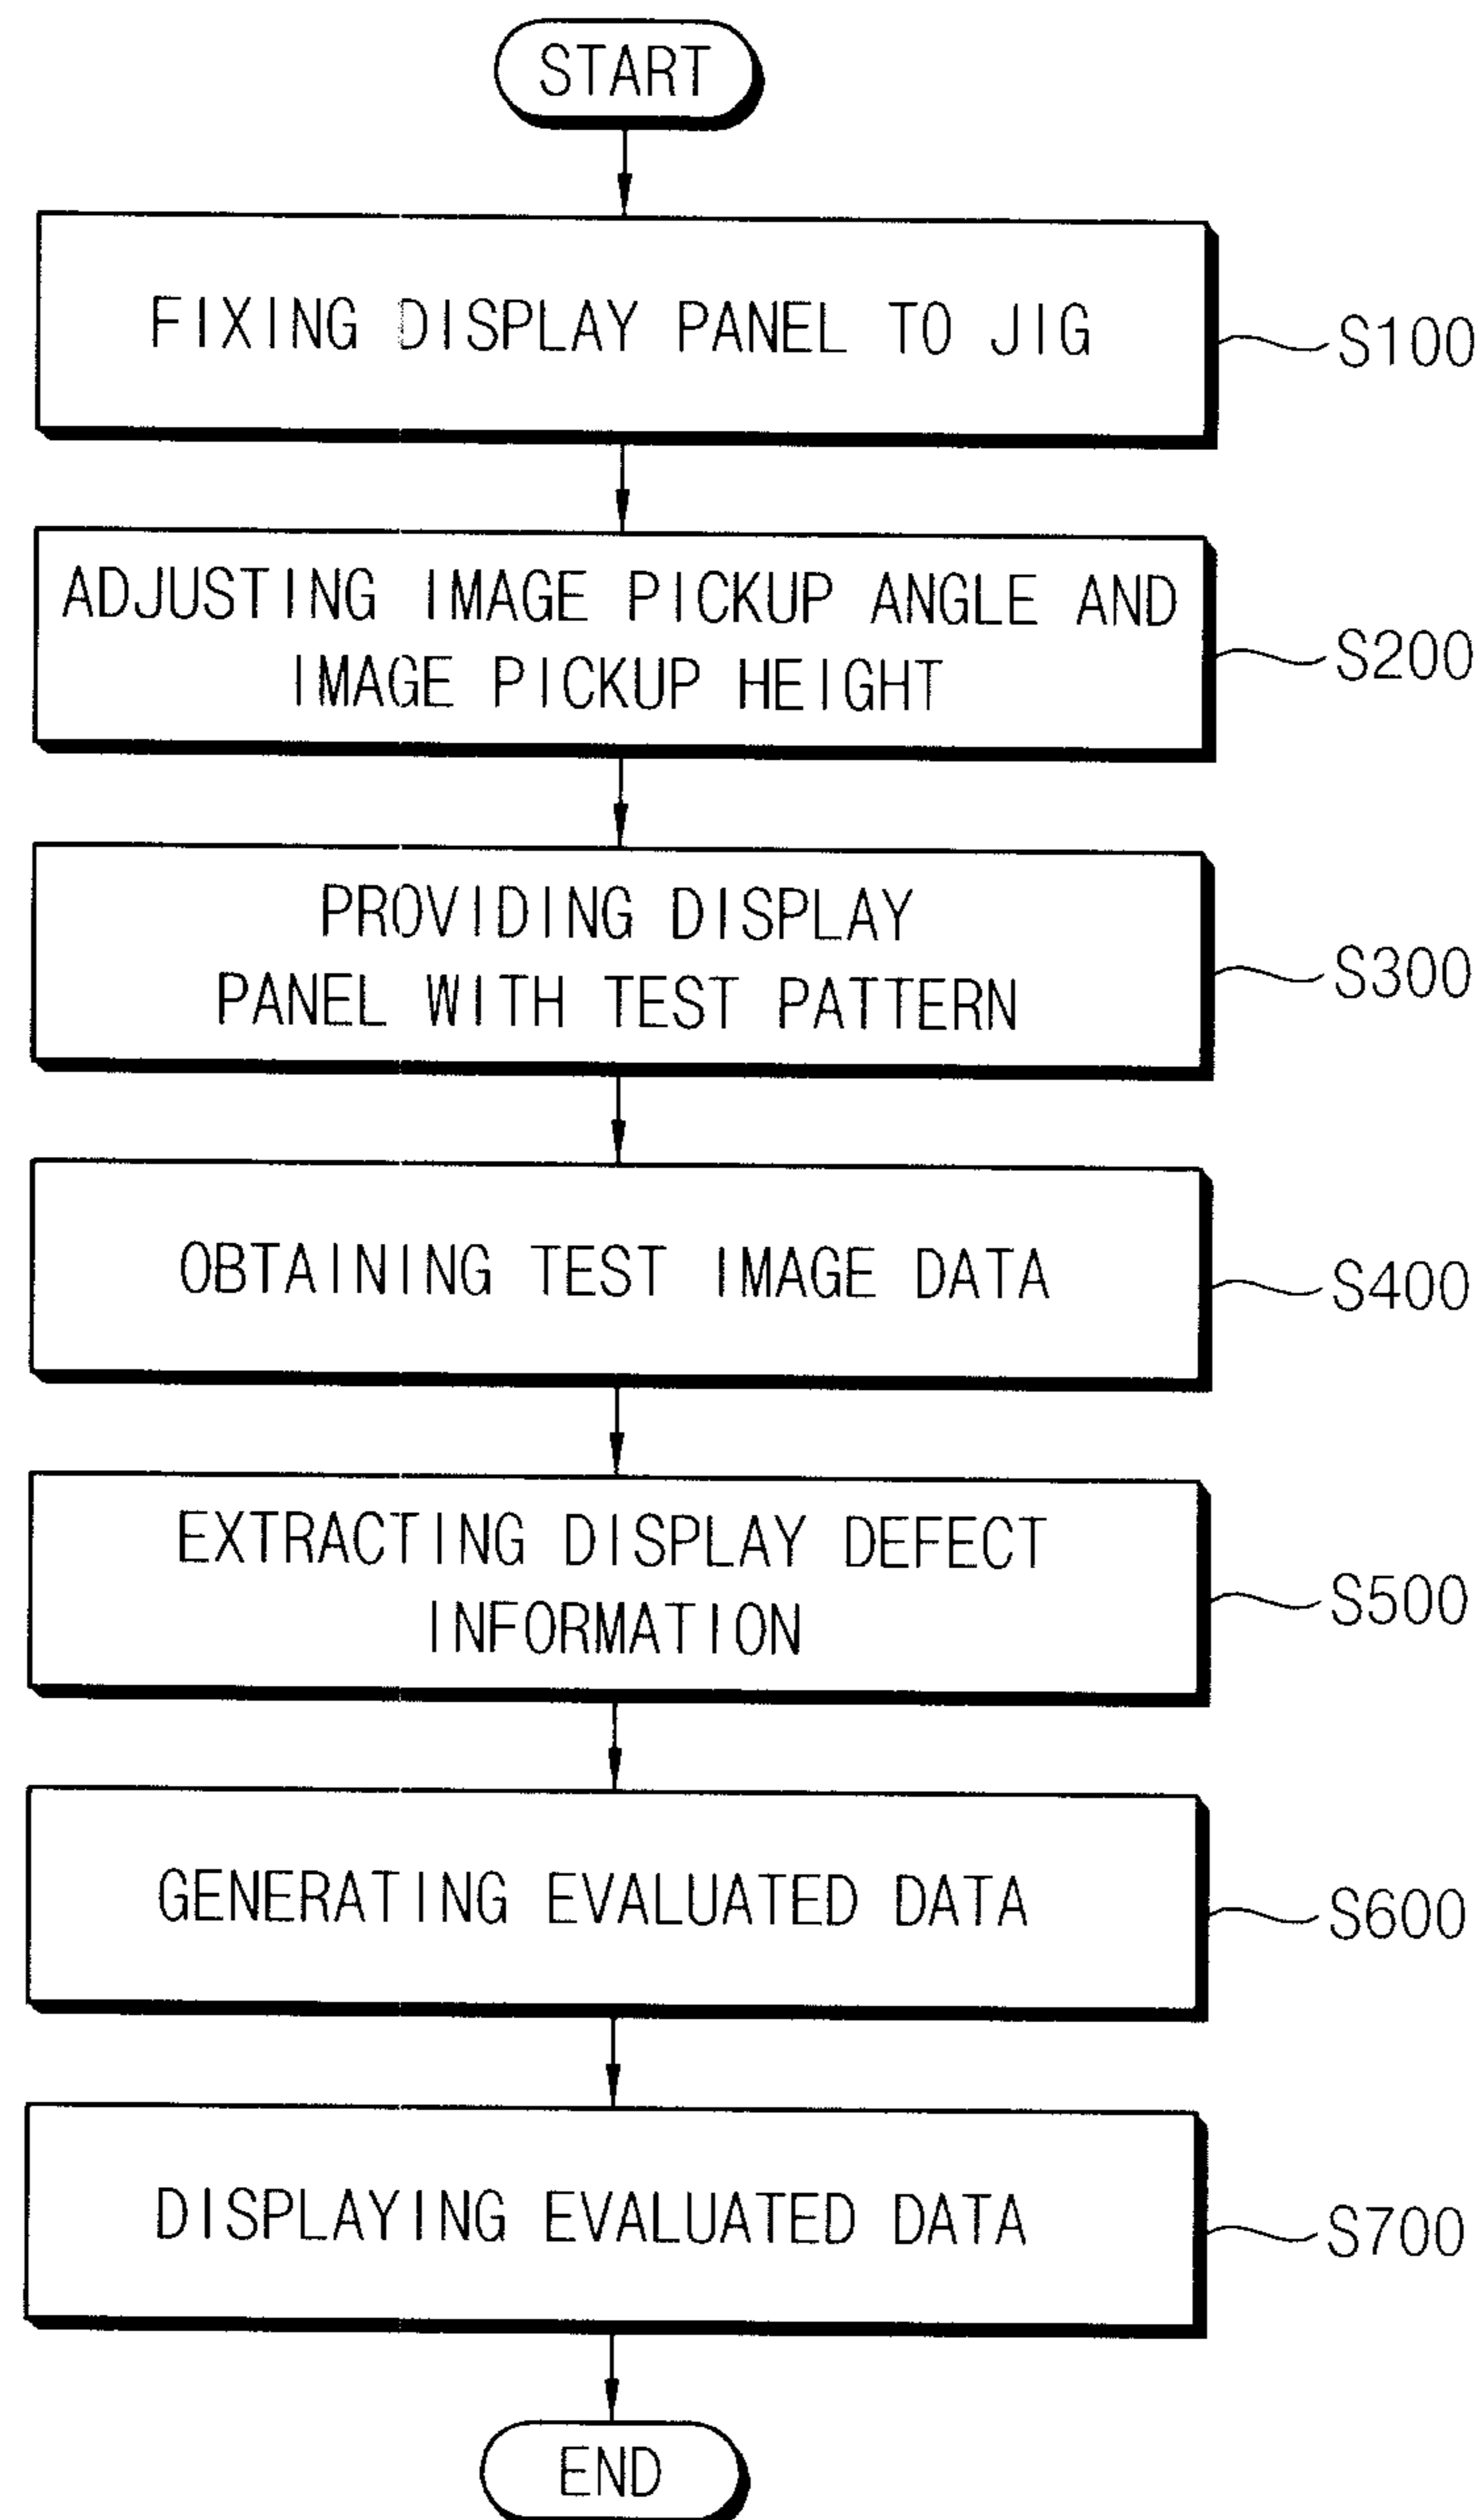 START
FIXING DISPLAY PANEL TO JIG
S100
ADJUSTING IMAGE PICKUP ANGLE AND
IMAGE PICKUP HEIGHT
S200
PROVIDING DISPLAY
PANEL WITH TEST PATTERN
S300
OBTAINING TEST IMAGE DATA
S400
EXTRACTING DISPLAY DEFECT
INFORMATION
S500
GENERATING EVALUATED DATA
S600
DISPLAYING EVALUATED DATA
S700
END